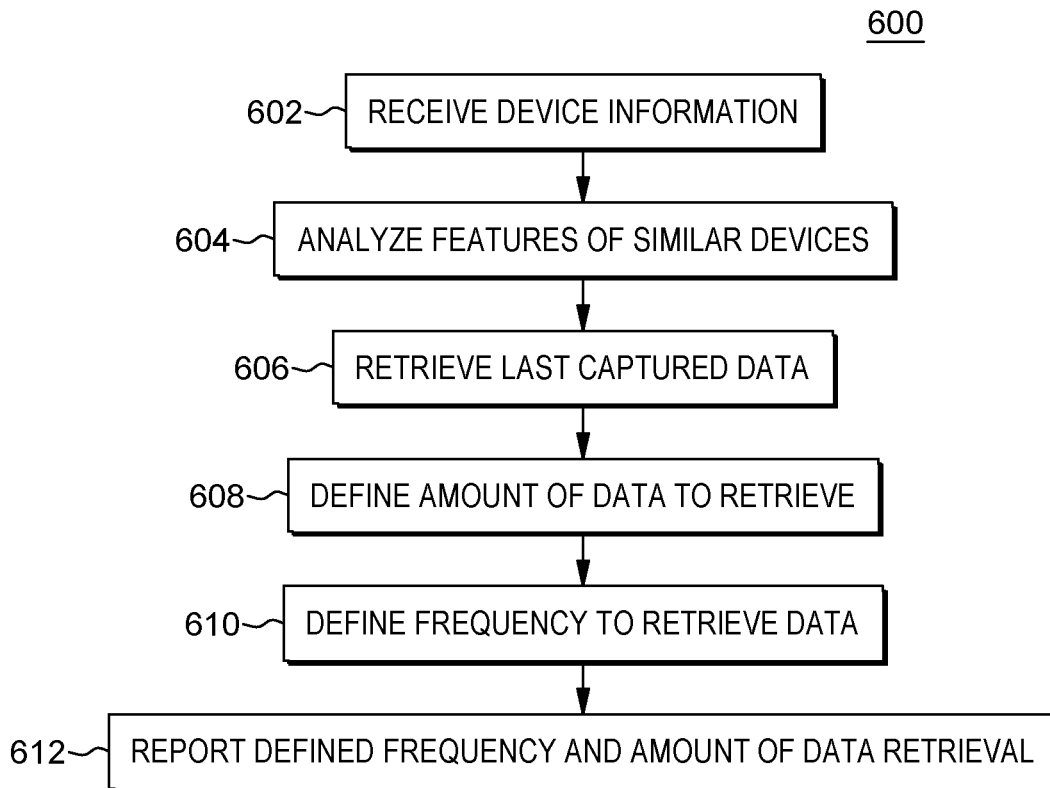 600
602 RECEIVE DEVICE INFORMATION
604 ANALYZE FEATURES OF SIMILAR DEVICES
606 RETRIEVE LAST CAPTURED DATA
608 DEFINE AMOUNT OF DATA TO RETRIEVE
610 DEFINE FREQUENCY TO RETRIEVE DATA
612 REPORT DEFINED FREQUENCY AND AMOUNT OF DATA RETRIEVAL